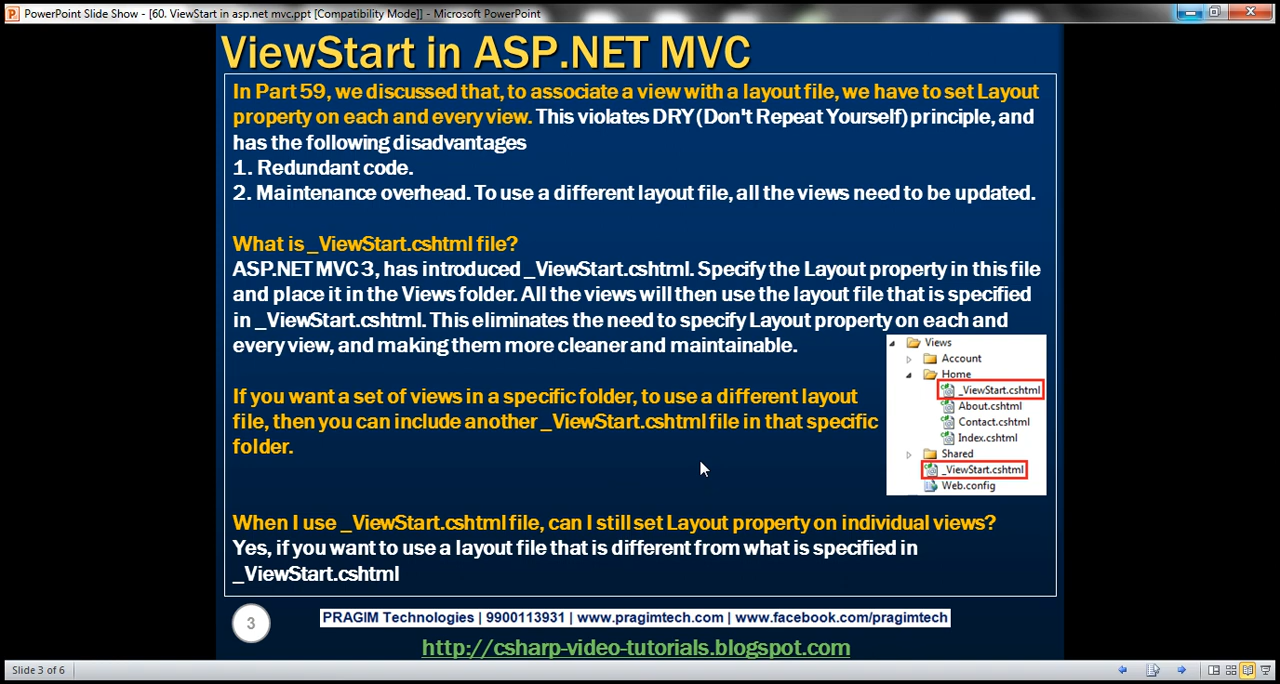 PowerPoint Slide Show - [60. ViewStart in asp.net mvc.ppt [Compatibility Mode]] - Microsoft PowerPoint
ViewStart in ASP.NET MVC
In Part 59, we discussed that, to associate a view with a layout file, we have to set Layout
property on each and every view. This violates DRY (Don't Repeat Yourself) principle, and
has the following disadvantages
1. Redundant code.
2. Maintenance overhead. To use a different layout file, all the views need to be updated.
What is _ViewStart.cshtml file?
ASP.NET MVC 3, has introduced _ViewStart.cshtml. Specify the Layout property in this file
and place it in the Views folder. All the views will then use the layout file that is specified
in _ViewStart.cshtml. This eliminates the need to specify Layout property on each and
every view, and making them more cleaner and maintainable.
If you want a set of views in a specific folder, to use a different layout
file, then you can include another _ViewStart.cshtml file in that specific
folder.
Views
Account
Home
_ViewStart.cshtml
About.cshtml
Contact.cshtml
Index.cshtml
Shared
_ViewStart.cshtml
Web.config
When I use _ViewStart.cshtml file, can I still set Layout property on individual views?
Yes, if you want to use a layout file that is different from what is specified in
_ViewStart.cshtml
3
PRAGIM Technologies | 9900113931 | www.pragimtech.com | www.facebook.com/pragimtech
http://csharp-video-tutorials.blogspot.com
Slide 3 of 6